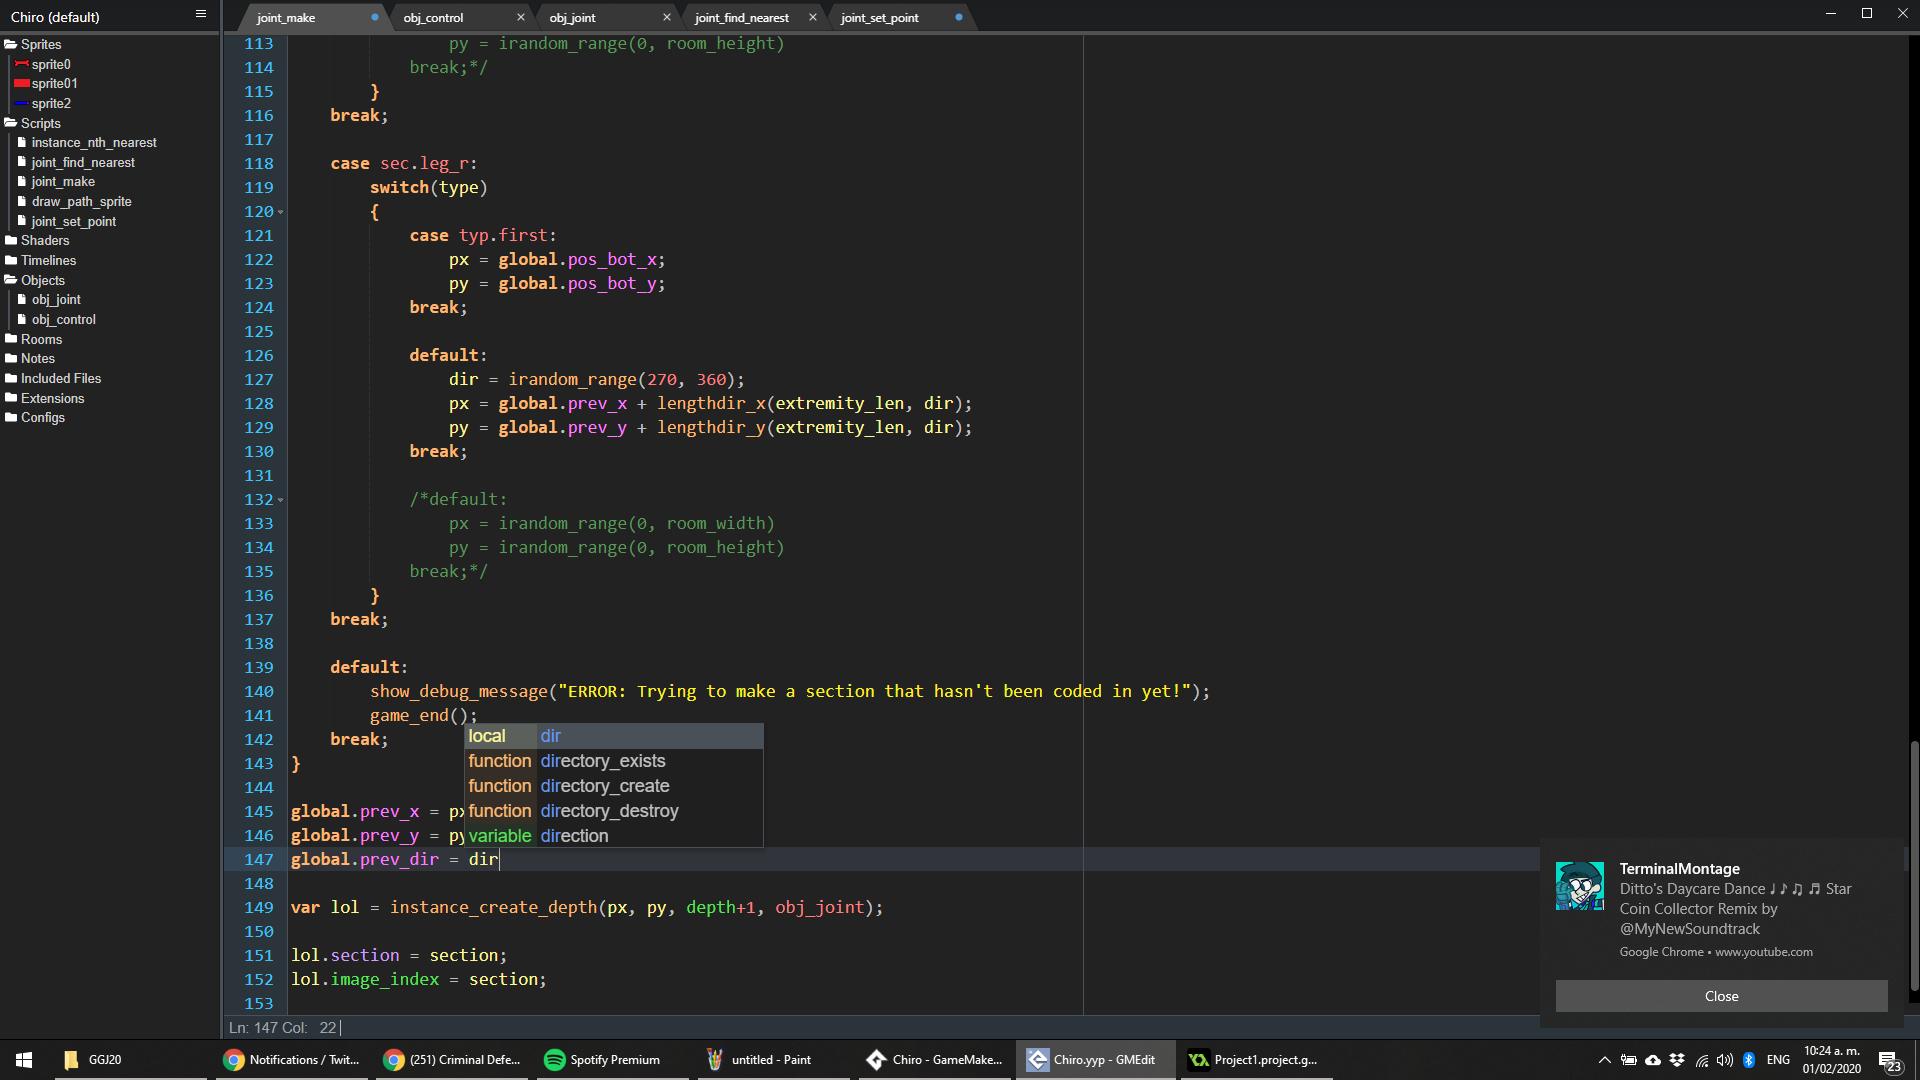 Chiro (default)
joint_make
obj_control
obj_joint
joint_find_nearest
joint_set_point
Sprites
sprite0
sprite01
sprite2
Scripts
instance_nth_nearest
joint_find_nearest
joint_make
draw_path_sprite
joint_set_point
Shaders
Timelines
Objects
obj_joint
obj_control
Rooms
Notes
Included Files
Extensions
Configs
113 py = irandom_range(0, room_height)
114 break;*/
115 }
116 break;
117
118 case sec.leg_r:
119 switch(type)
120 {
121 case typ.first:
122 px = global.pos_bot_x;
123 py = global.pos_bot_y;
124 break;
125
126 default:
127 dir = irandom_range(270, 360);
128 px = global.prev_x + lengthdir_x(extremity_len, dir);
129 py = global.prev_y + lengthdir_y(extremity_len, dir);
130 break;
131
132 /*default:
133 px = irandom_range(0, room_width)
134 py = irandom_range(0, room_height)
135 break;*/
136 }
137 break;
138
139 default:
140 show_debug_message("ERROR: Trying to make a section that hasn't been coded in yet!");
141 game_end();
142 break;
143 }
144
145 global.prev_x = px
146 global.prev_y = py
147 global.prev_dir = dir
148
149 var lol = instance_create_depth(px, py, depth+1, obj_joint);
150
151 lol.section = section;
152 lol.image_index = section;
153
local dir
function directory_exists
function directory_create
function directory_destroy
variable direction
Ln: 147 Col: 22
TerminalMontage
Ditto's Daycare Dance ♩♪♫ ♬ Star
Coin Collector Remix by
@MyNewSoundtrack
Google Chrome • www.youtube.com
Close
GGJ20
Notifications / Twit...
(251) Criminal Defe...
Spotify Premium
untitled - Paint
Chiro - GameMake...
Chiro.yyp - GMEdit
Project1.project.g...
ENG
10:24 a. m.
01/02/2020
23